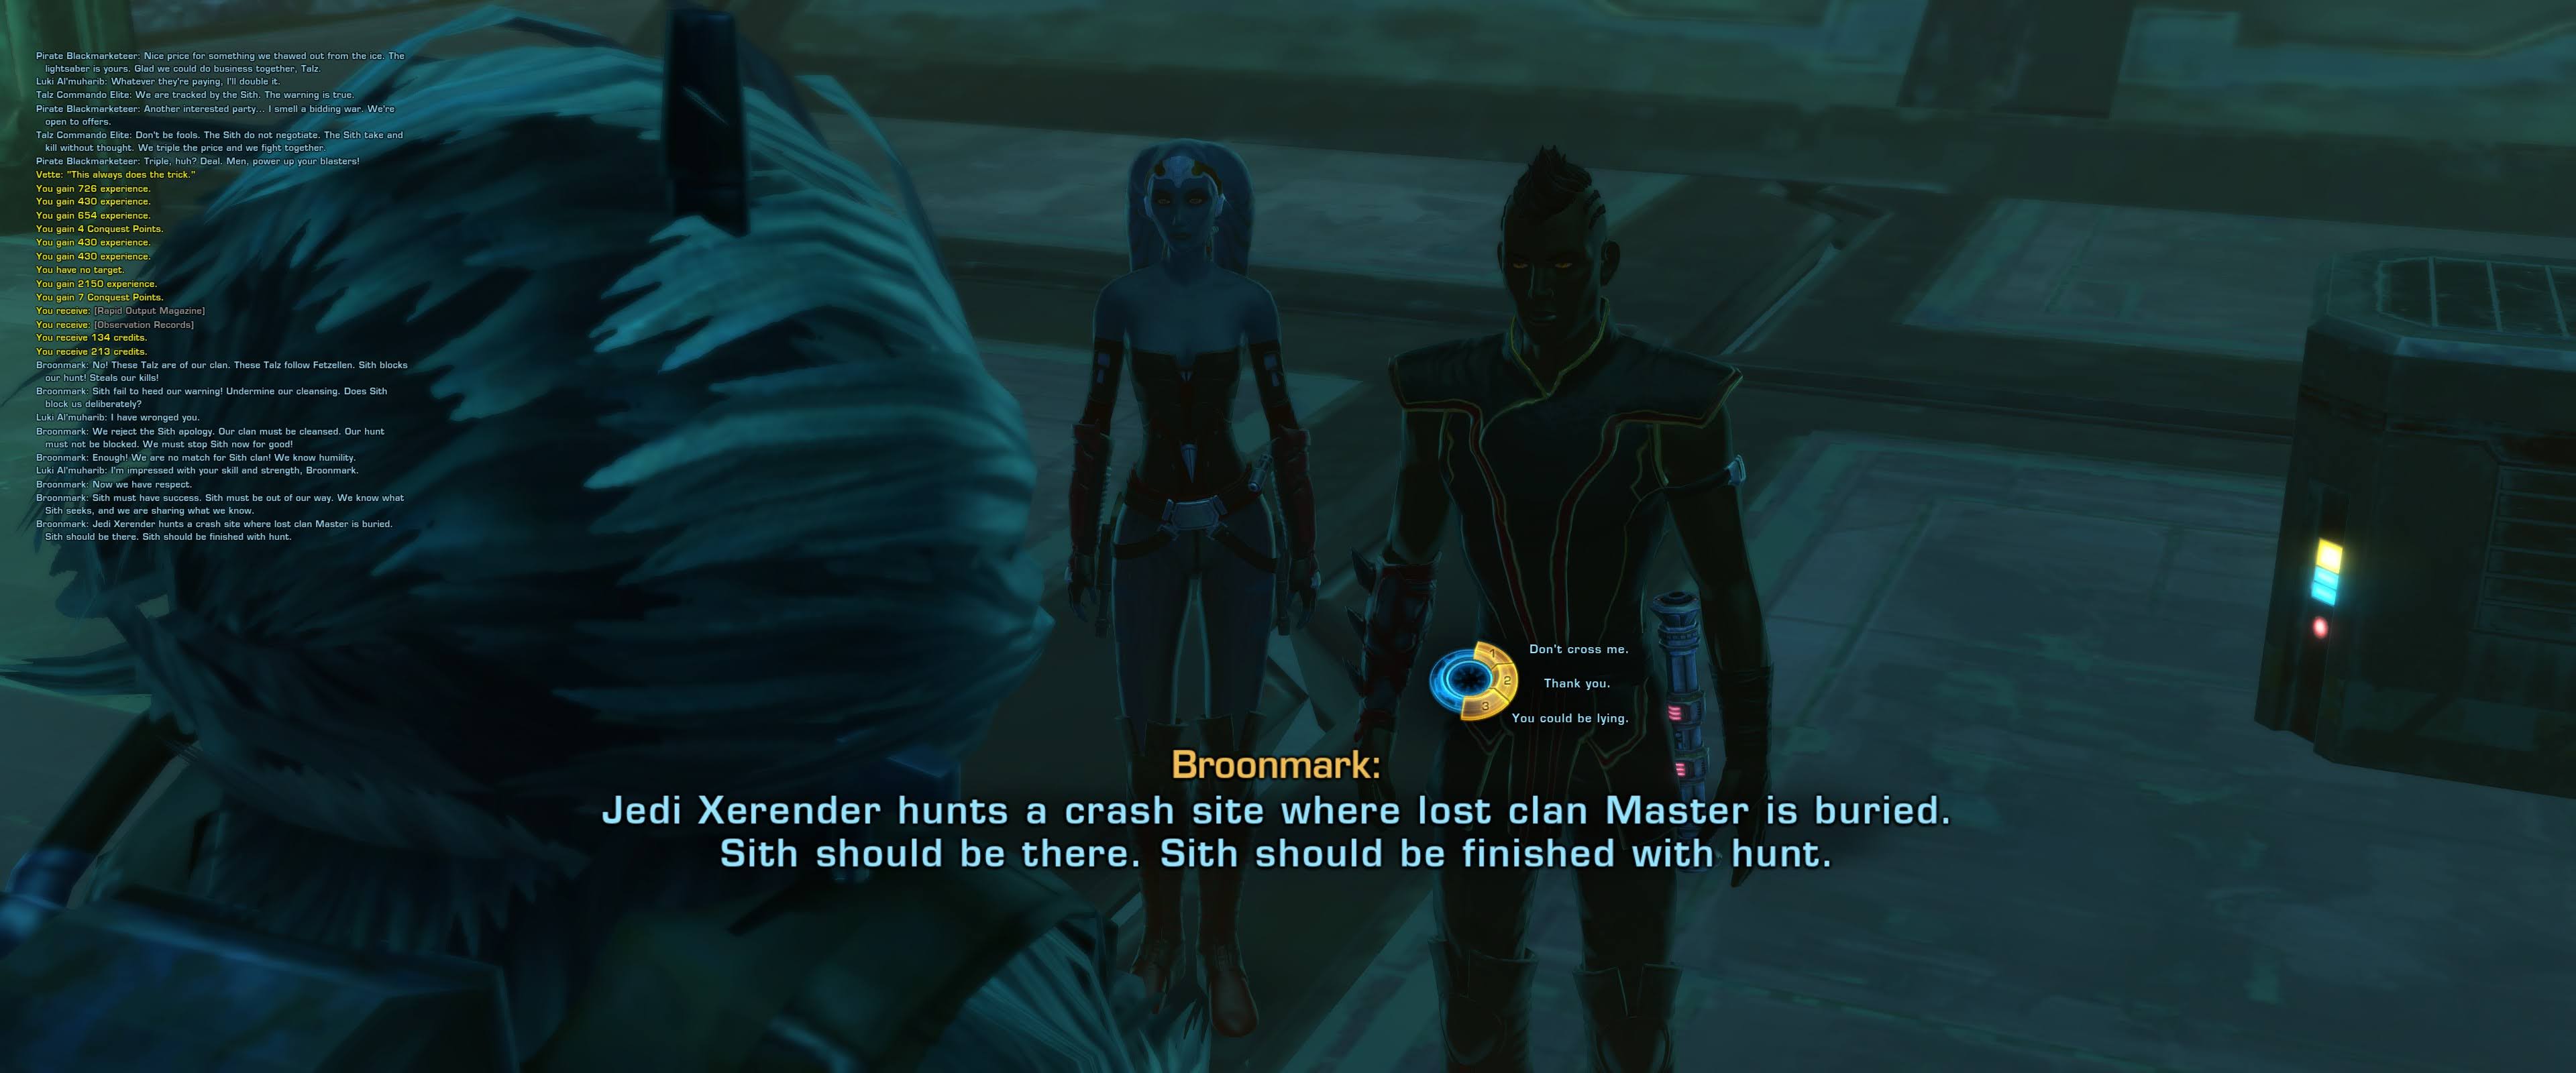 Pirate Blackmarketeer: Nice price for something we thawed out from the ice. The
lightsaber is yours. Glad we could do business together, Talz.
Luki Al'muharib: Whatever they're paying, I'll double it.
Talz Commando Elite: We are tracked by the Sith. The warning is true.
Pirate Blackmarketeer: Another interested party... I smell a bidding war. We're
open to offers.
Talz Commando Elite: Don't be fools. The Sith do not negotiate. The Sith take and
kill without thought. We triple the price and we fight together.
Pirate Blackmarketeer: Triple, huh? Deal. Men, power up your blasters!
Vette: "This always does the trick."
You gain 726 experience.
You gain 430 experience.
You gain 654 experience.
You gain 4 Conquest Points.
You gain 430 experience.
You gain 430 experience.
You have no target.
You gain 2150 experience.
You gain 7 Conquest Points.
You receive: [Rapid Output Magazine]
You receive: [Observation Records]
You receive 134 credits.
You receive 213 credits.
Broonmark: No! These Talz are of our clan. These Talz follow Fetzellen. Sith blocks
our hunt! Steals our kills!
Broonmark: Sith fail to heed our warning! Undermine our cleansing. Does Sith
block us deliberately?
Luki Al'muharib: I have wronged you.
Broonmark: We reject the Sith apology. Our clan must be cleansed. Our hunt
must not be blocked. We must stop Sith now for good!
Broonmark: Enough! We are no match for Sith clan! We know humility.
Luki Al'muharib: I'm impressed with your skill and strength, Broonmark.
Broonmark: Now we have respect.
Broonmark: Sith must have success. Sith must be out of our way. We know what
Sith seeks, and we are sharing what we know.
Broonmark: Jedi Xerender hunts a crash site where lost clan Master is buried.
Sith should be there. Sith should be finished with hunt.
1 Don't cross me.
2 Thank you.
3 You could be lying.
Broonmark:
Jedi Xerender hunts a crash site where lost clan Master is buried.
Sith should be there. Sith should be finished with hunt.